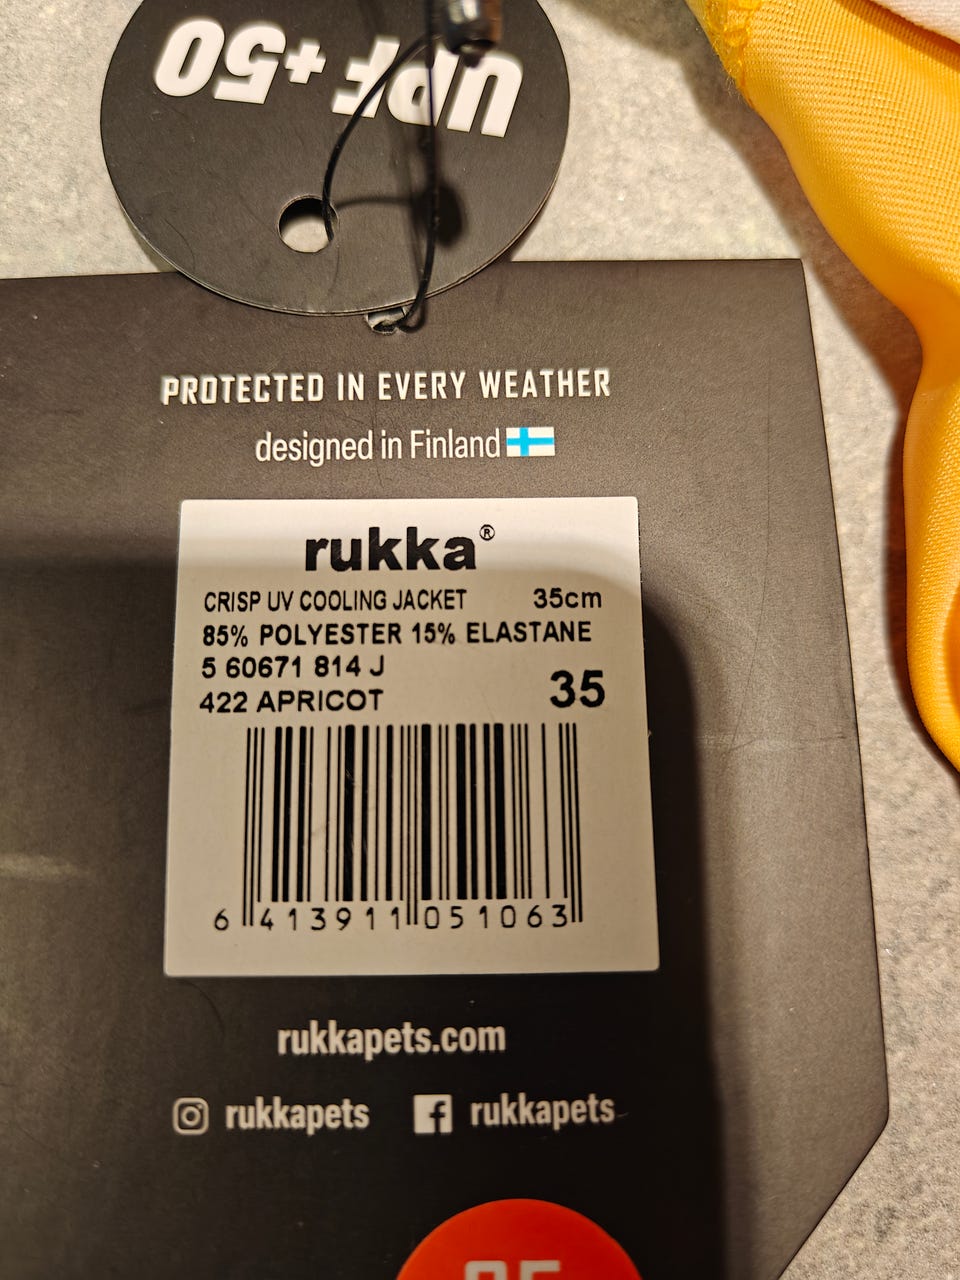 UPF +50
PROTECTED IN EVERY WEATHER
designed in Finland
rukka®
CRISP UV COOLING JACKET 35cm
85% POLYESTER 15% ELASTANE
5 60671 814 J
422 APRICOT 35
6 413911 051063
rukkapets.com
rukkapets rukkapets